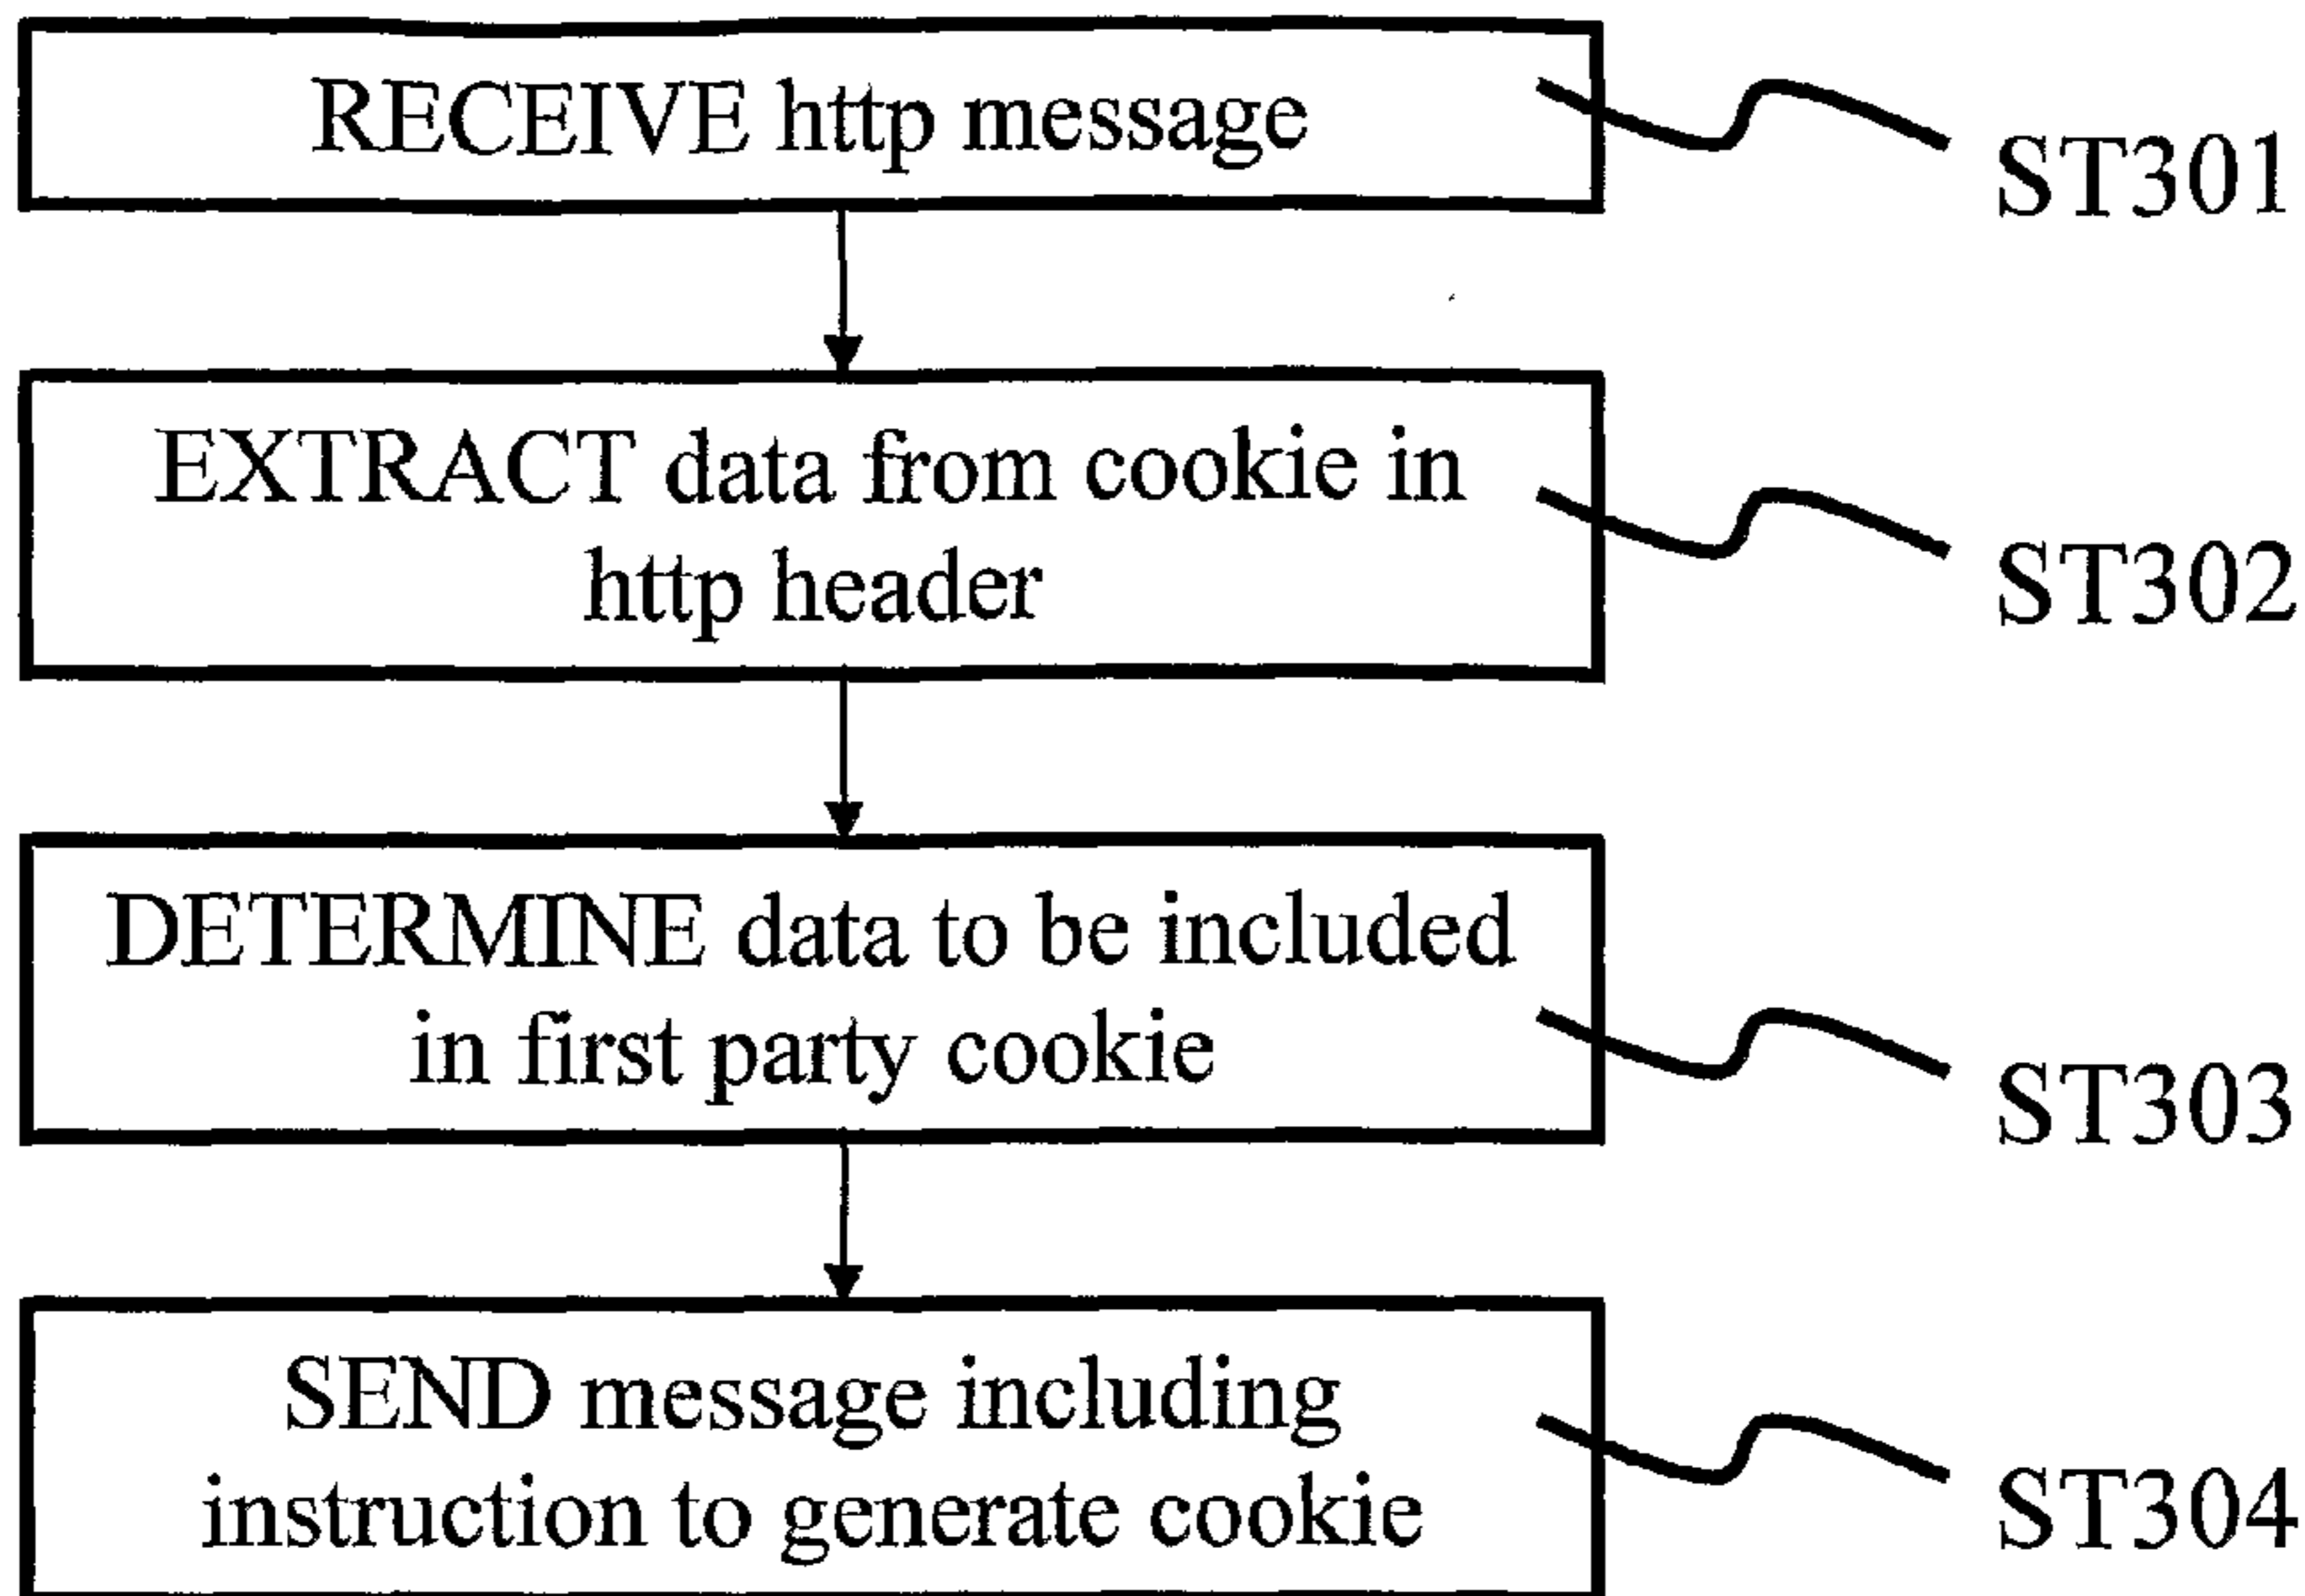 RECEIVE http message
ST301
EXTRACT data from cookie in
http header
ST302
DETERMINE data to be included
in first party cookie
ST303
SEND message including
instruction to generate cookie
ST304